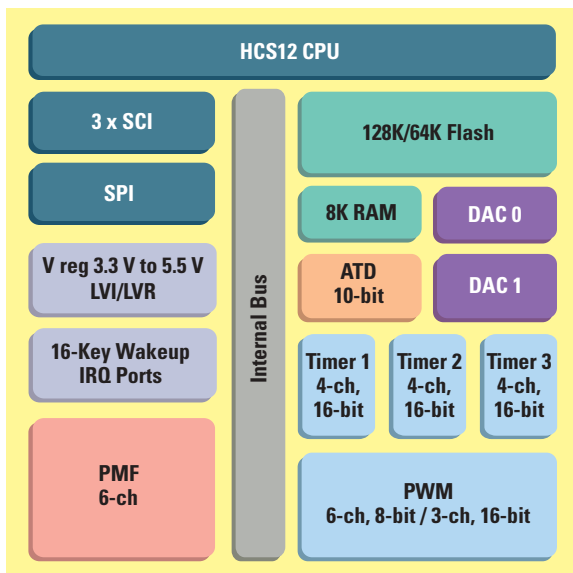 HCS12 CPU
3 x SCI
SPI
V reg 3.3 V to 5.5 V
LVI/LVR
16-Key Wakeup
IRQ Ports
PMF
6-ch
Internal Bus
128K/64K Flash
8K RAM
DAC 0
ATD
10-bit
DAC 1
Timer 1
4-ch,
16-bit
Timer 2
4-ch,
16-bit
Timer 3
4-ch,
16-bit
PWM
6-ch, 8-bit / 3-ch, 16-bit